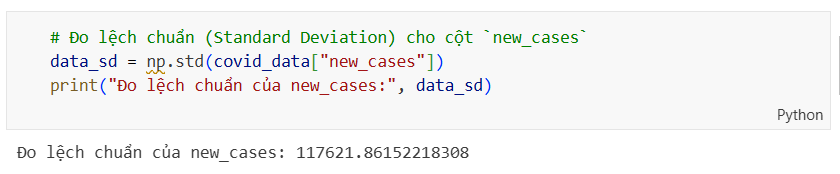 # Đo lệch chuẩn (Standard Deviation) cho cột `new_cases`
data_sd = np.std(covid_data["new_cases"])
print("Đo lệch chuẩn của new_cases:", data_sd)
Python
Đo lệch chuẩn của new_cases: 117621.86152218308